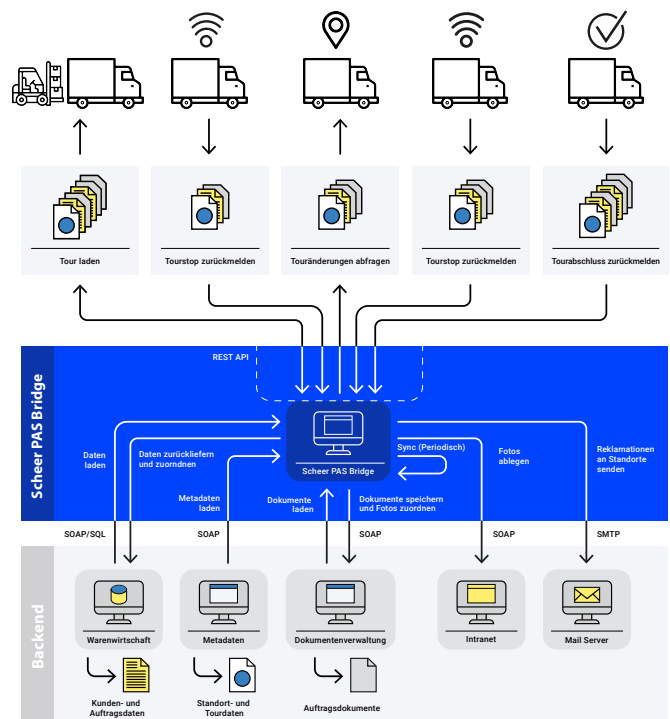 Tour laden
Tourstop zurückmelden
Touränderungen abfragen
Tourstop zurückmelden
Tourabschluss zurückmelden
REST API
Scheer PAS Bridge
Scheer PAS Bridge
Daten
laden
Daten zurückliefern
und zuorndnen
Metadaten
laden
Dokumente
laden
Dokumente speichern
und Fotos zuordnen
Sync (Periodisch)
Fotos
ablegen
Reklamationen
an Standorte
senden
SOAP/SQL
SOAP
SOAP
SOAP
SMTP
Backend
Warenwirtschaft
Metadaten
Dokumentenverwaltung
Intranet
Mail Server
Kunden- und
Auftragsdaten
Standort- und
Tourdaten
Auftragsdokumente